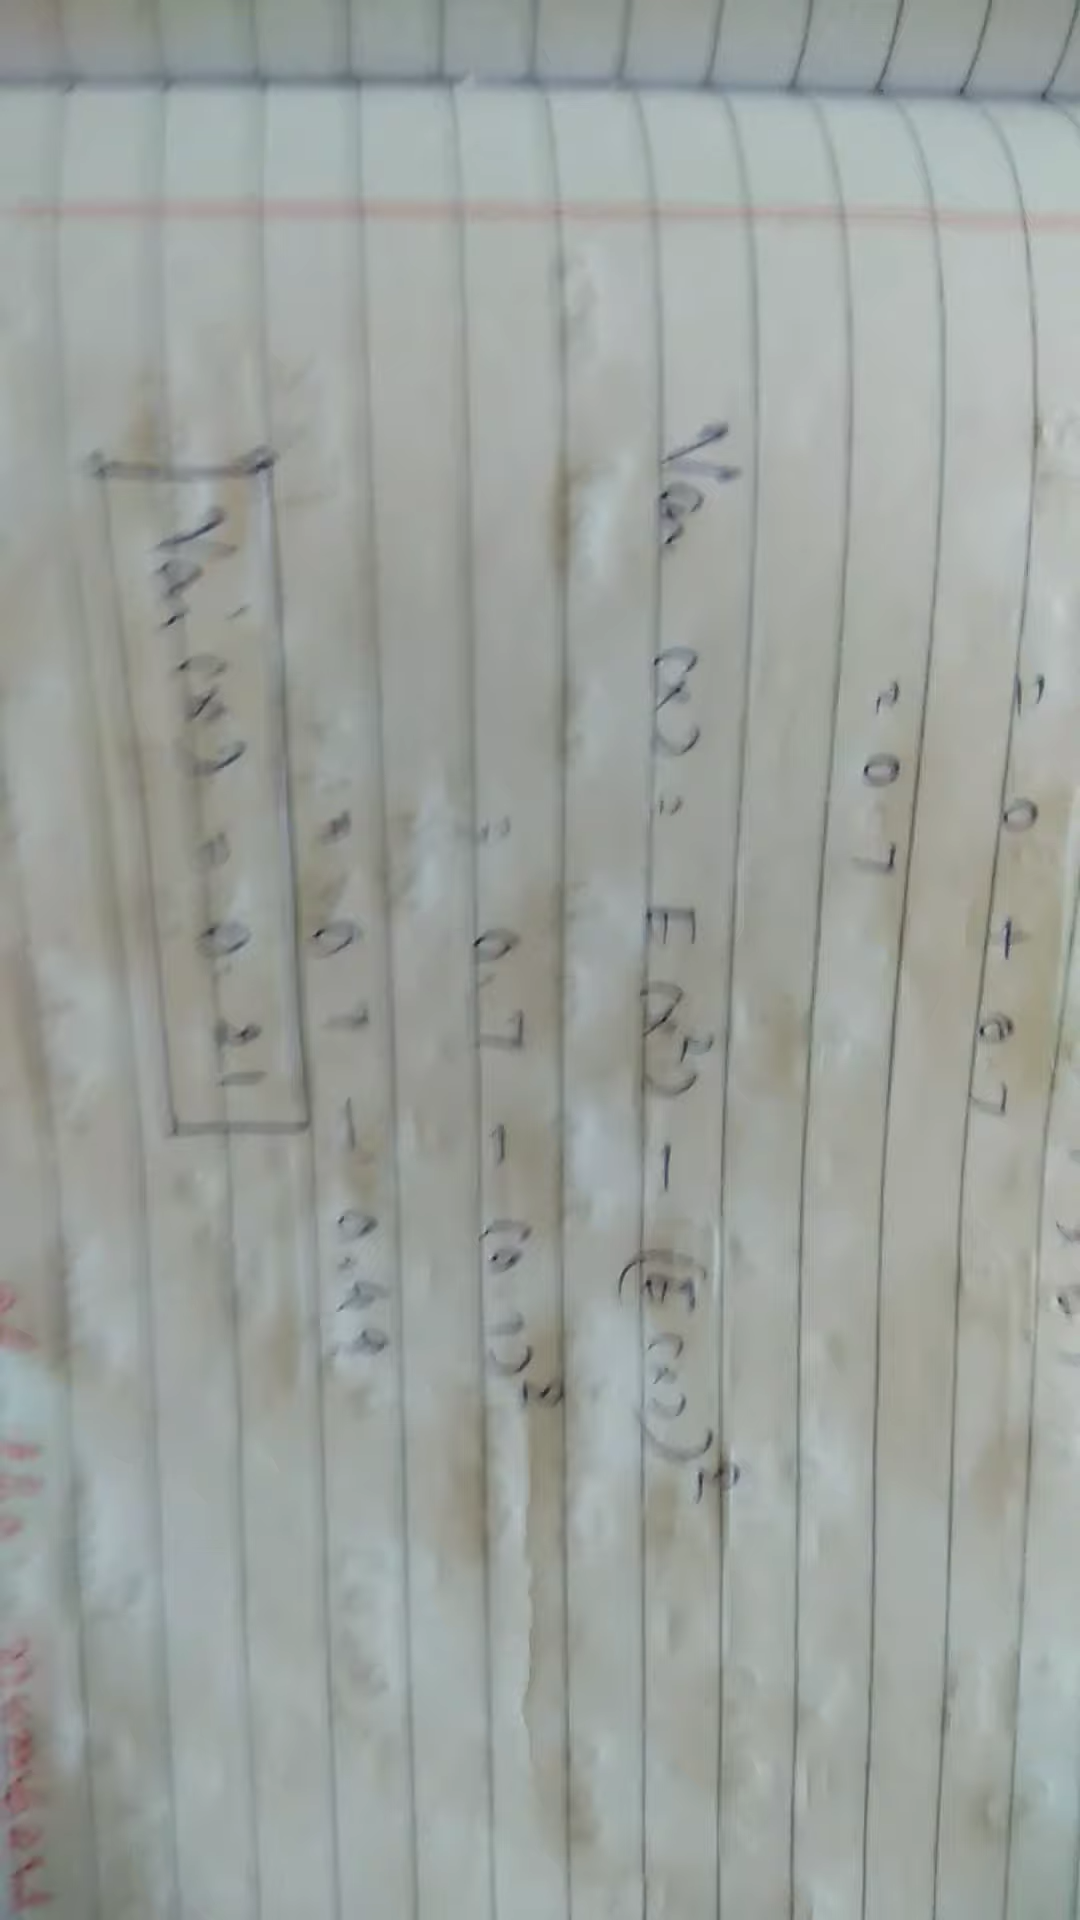 = 0 + 0.7
= 0.7
Var (x) = E(x²) - (E(x))²
= 0.7 - (0.7)²
= 0.7 - 0.49
Var (x) = 0.21